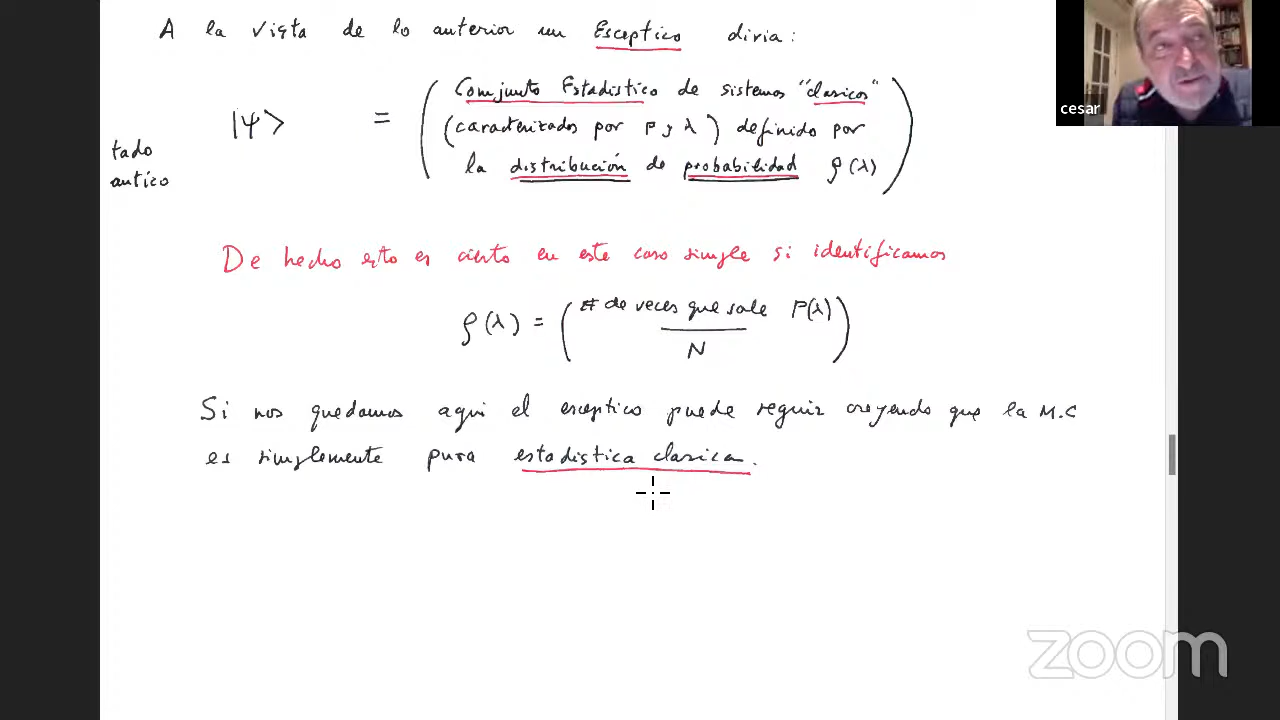 A la vista de lo anterior un Esceptico diria:
|ψ> = ( Conjunto Estadistico de sistemas "clasicos"
(caracterizados por P y λ) definido por
la distribución de probabilidad ρ(λ) )
tado
antico
De hecho esto es cierto en este caso simple si identificamos
ρ(λ) = ( # de veces que sale P(λ) / N )
Si nos quedamos aqui el esceptico puede seguir creyendo que la M.C
es simplemente pura estadistica clasica.
cesar
zoom